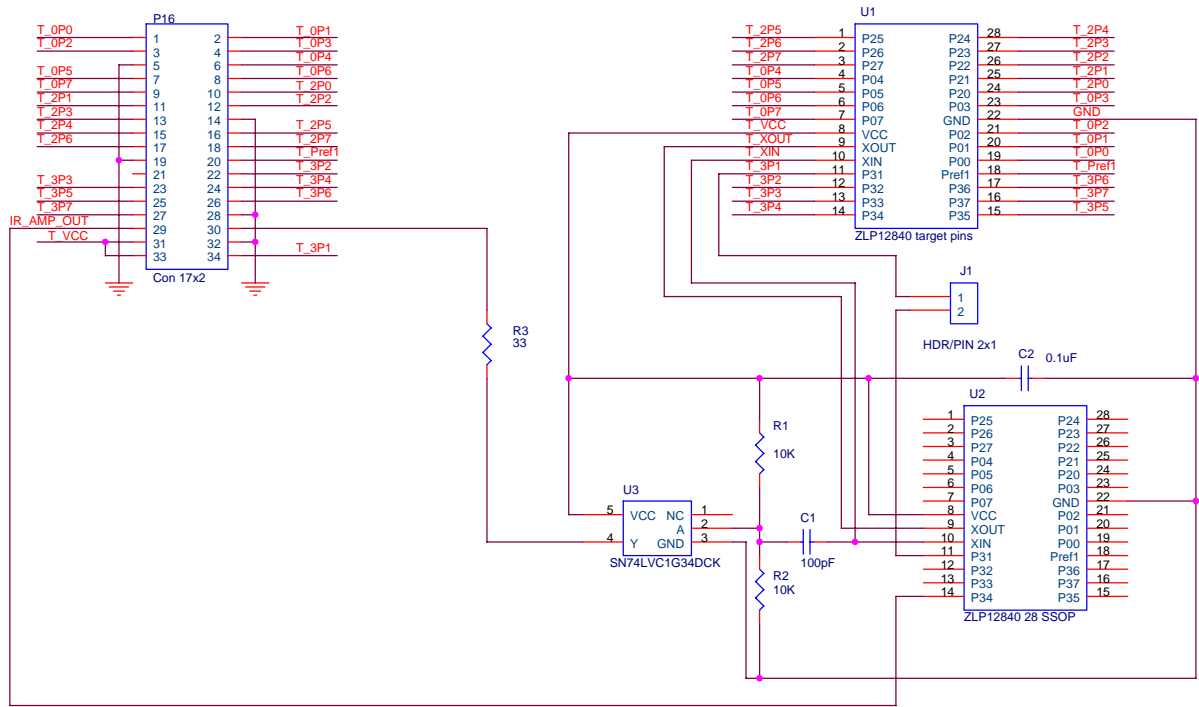 P16
T_0P0 1 2 T_0P1
T_0P2 3 4 T_0P3
5 6 T_0P4
T_0P5 7 8 T_0P6
T_0P7 9 10 T_2P0
T_2P1 11 12 T_2P2
T_2P3 13 14
T_2P4 15 16 T_2P5
T_2P6 17 18 T_2P7
19 20 T_Pref1
21 22 T_3P2
T_3P3 23 24 T_3P4
T_3P5 25 26 T_3P6
T_3P7 27 28
IR_AMP_OUT 29 30
T_VCC 31 32
33 34 T_3P1
Con 17x2
U1
T_2P5 1 P25 P24 28 T_2P4
T_2P6 2 P26 P23 27 T_2P3
T_2P7 3 P27 P22 26 T_2P2
T_0P4 4 P04 P21 25 T_2P1
T_0P5 5 P05 P20 24 T_2P0
T_0P6 6 P06 P03 23 T_0P3
T_0P7 7 P07 GND 22 GND
T_VCC 8 VCC P02 21 T_0P2
T_XOUT 9 XOUT P01 20 T_0P1
T_XIN 10 XIN P00 19 T_0P0
T_3P1 11 P31 Pref1 18 T_Pref1
T_3P2 12 P32 P36 17 T_3P6
T_3P3 13 P33 P37 16 T_3P7
T_3P4 14 P34 P35 15 T_3P5
ZLP12840 target pins
J1
1
2
HDR/PIN 2x1
R3
33
C2 0.1uF
R1
10K
U3
5 VCC NC 1
A 2
4 Y GND 3
SN74LVC1G34DCK
C1
100pF
R2
10K
U2
1 P25 P24 28
2 P26 P23 27
3 P27 P22 26
4 P04 P21 25
5 P05 P20 24
6 P06 P03 23
7 P07 GND 22
8 VCC P02 21
9 XOUT P01 20
10 XIN P00 19
11 P31 Pref1 18
12 P32 P36 17
13 P33 P37 16
14 P34 P35 15
ZLP12840 28 SSOP